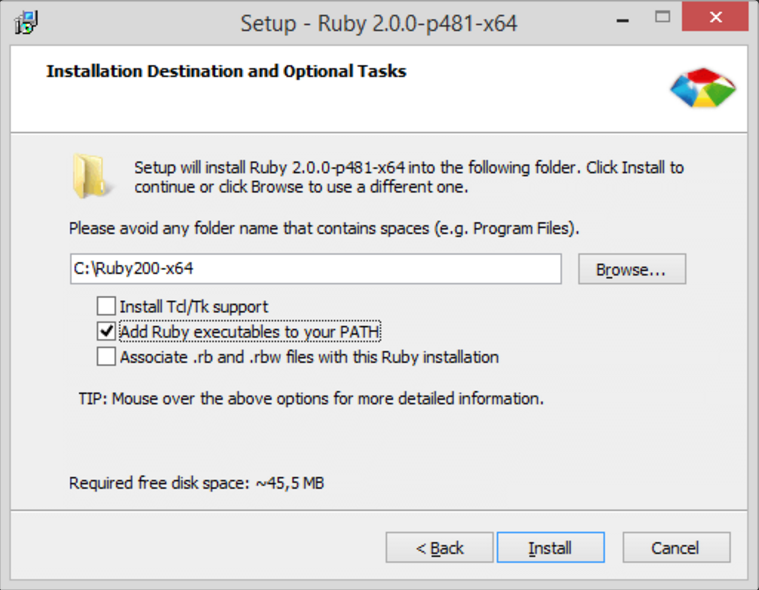 Setup - Ruby 2.0.0-p481-x64
Installation Destination and Optional Tasks
Setup will install Ruby 2.0.0-p481-x64 into the following folder. Click Install to
continue or click Browse to use a different one.
Please avoid any folder name that contains spaces (e.g. Program Files).
C:\Ruby200-x64
Browse...
Install Tcl/Tk support
Add Ruby executables to your PATH
Associate .rb and .rbw files with this Ruby installation
TIP: Mouse over the above options for more detailed information.
Required free disk space: ~45,5 MB
< Back
Install
Cancel